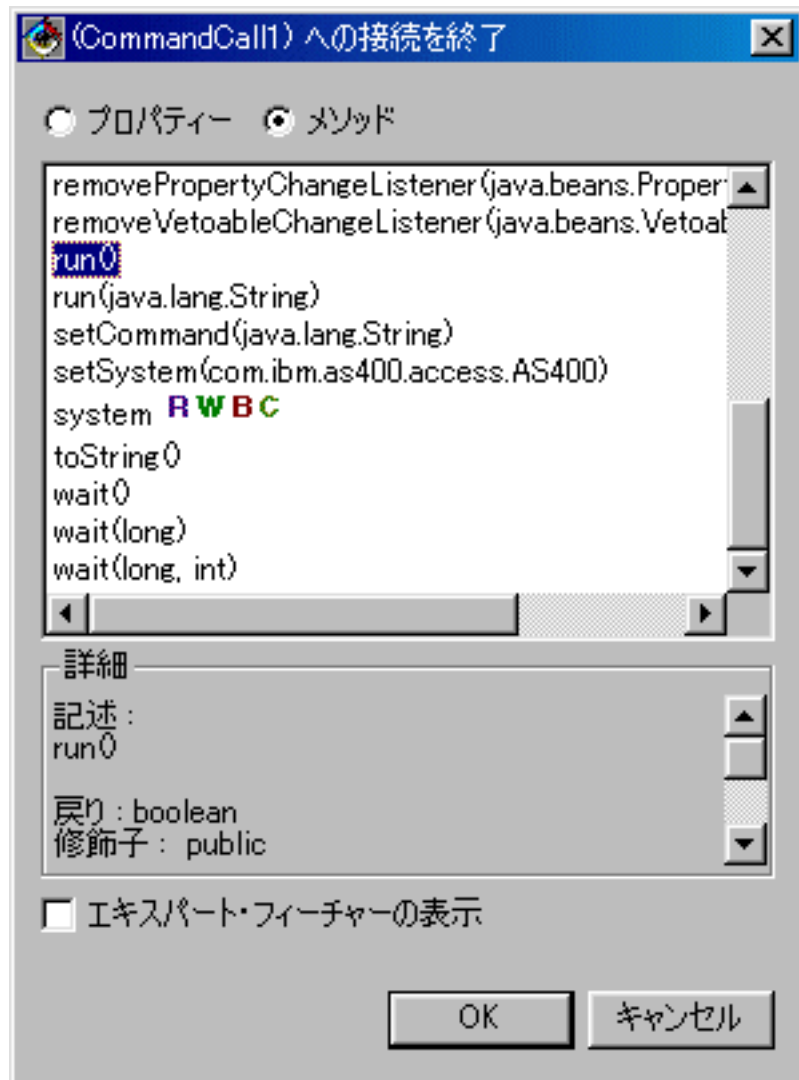 (CommandCall1) への接続を終了
プロパティー メソッド
removePropertyChangeListener(java.beans.Proper
removeVetoableChangeListener(java.beans.Vetoab
run()
run(java.lang.String)
setCommand(java.lang.String)
setSystem(com.ibm.as400.access.AS400)
system R W B C
toString()
wait()
wait(long)
wait(long, int)
詳細
記述 :
run()
戻り : boolean
修飾子 : public
エキスパート・フィーチャーの表示
OK キャンセル